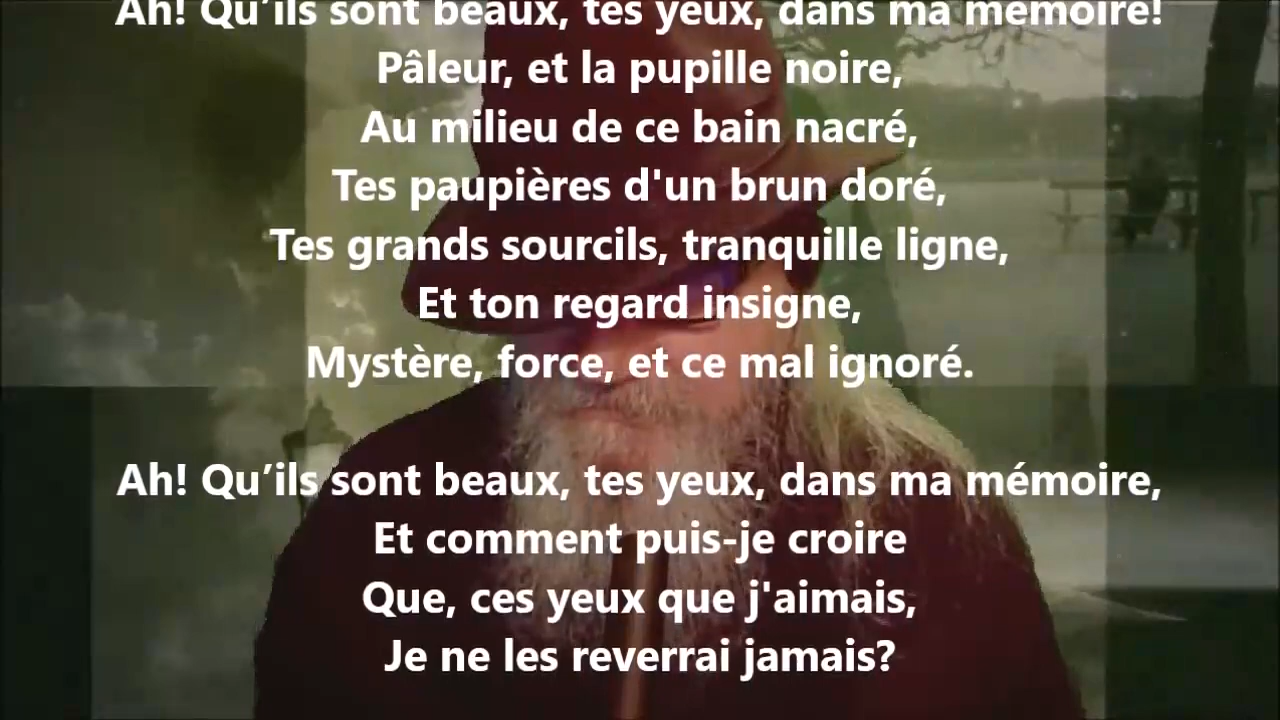 Ah! Qu’ils sont beaux, tes yeux, dans ma mémoire!
Pâleur, et la pupille noire,
Au milieu de ce bain nacré,
Tes paupières d'un brun doré,
Tes grands sourcils, tranquille ligne,
Et ton regard insigne,
Mystère, force, et ce mal ignoré.
Ah! Qu’ils sont beaux, tes yeux, dans ma mémoire,
Et comment puis-je croire
Que, ces yeux que j'aimais,
Je ne les reverrai jamais?